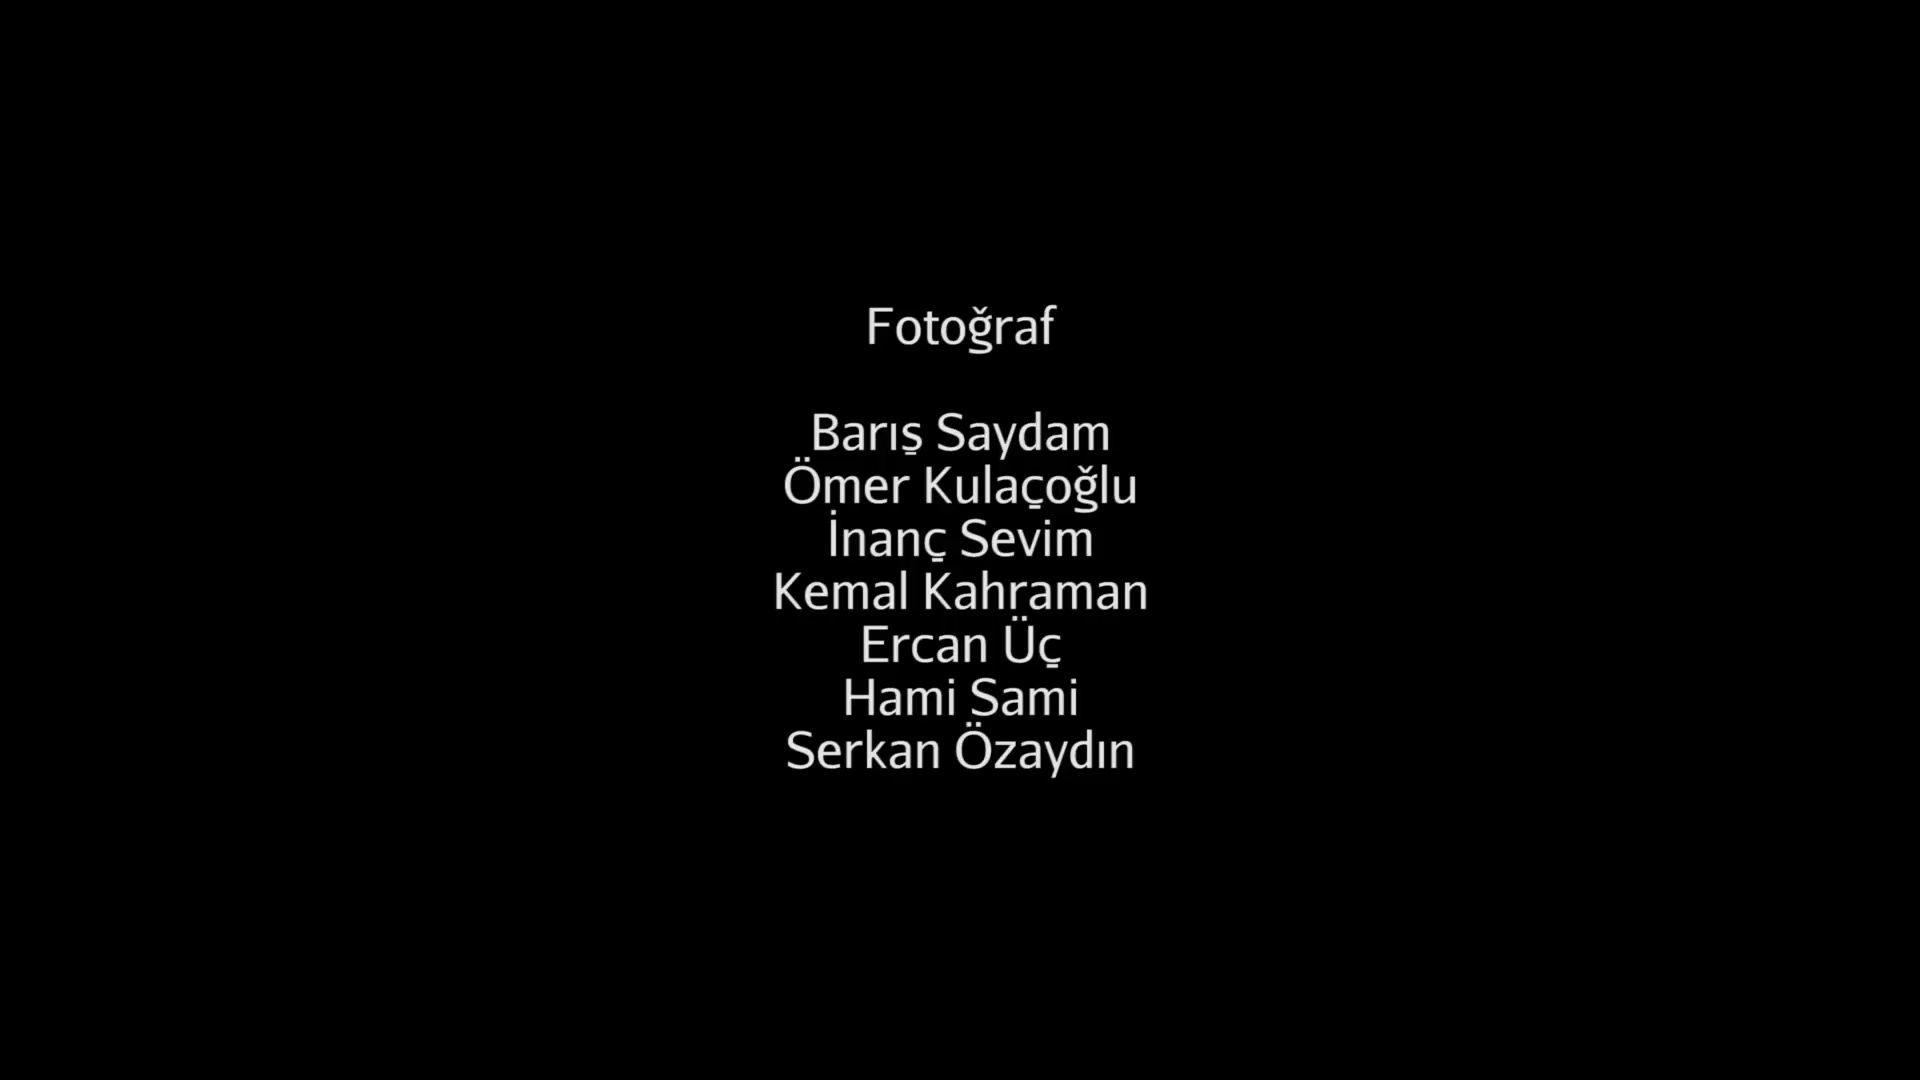 Fotoğraf
Barış Saydam
Ömer Kulaçoğlu
İnanç Sevim
Kemal Kahraman
Ercan Üç
Hami Sami
Serkan Özaydın